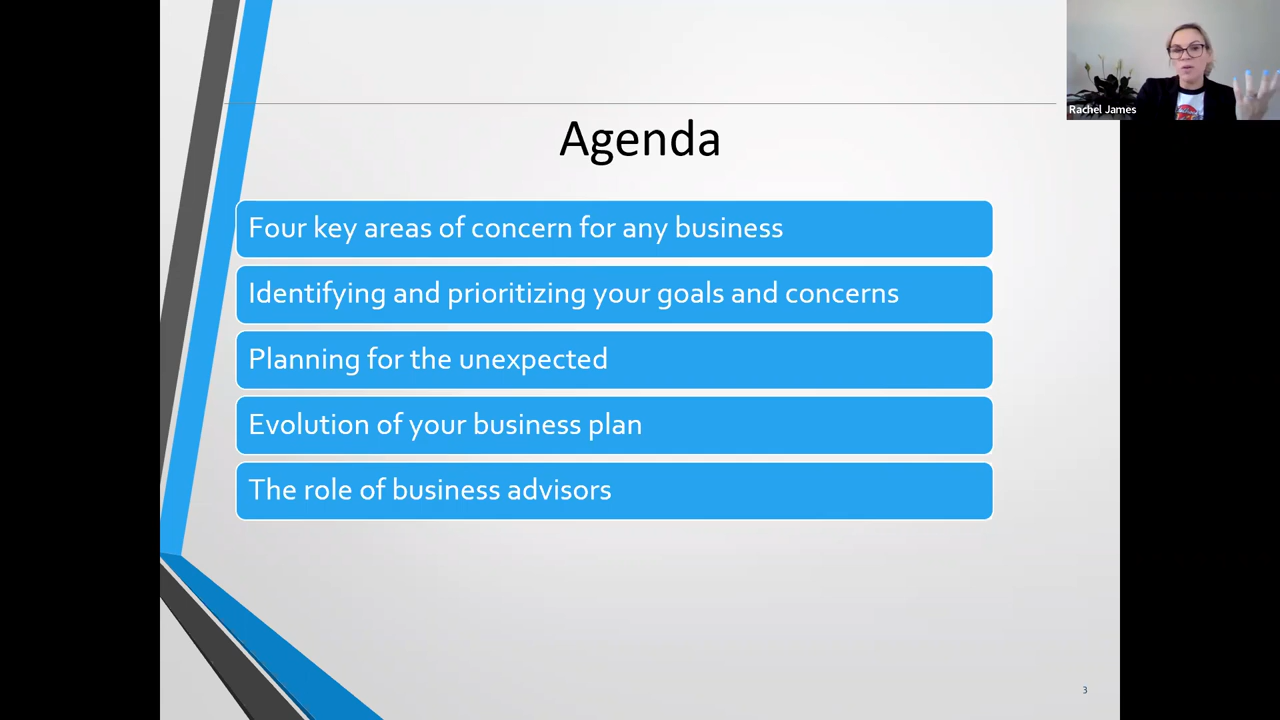 Rachel James
Agenda
Four key areas of concern for any business
Identifying and prioritizing your goals and concerns
Planning for the unexpected
Evolution of your business plan
The role of business advisors
3